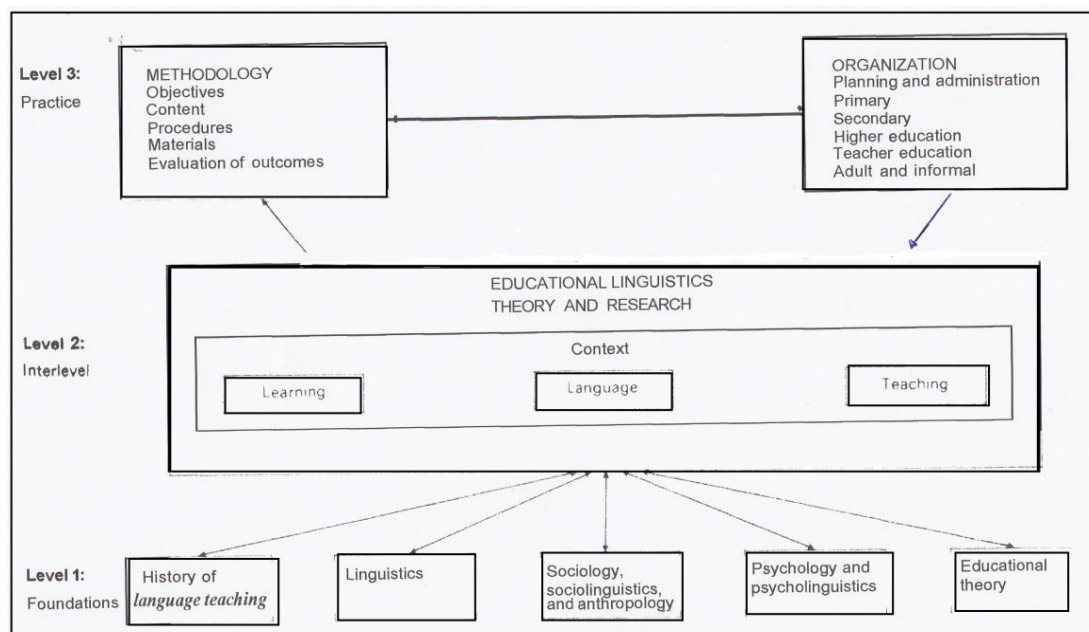 Level 3:
Practice
METHODOLOGY
Objectives
Content
Procedures
Materials
Evaluation of outcomes
ORGANIZATION
Planning and administration
Primary
Secondary
Higher education
Teacher education
Adult and informal
Level 2:
Interlevel
EDUCATIONAL LINGUISTICS
THEORY AND RESEARCH
Context
Learning
Language
Teaching
Level 1:
Foundations
History of
language teaching
Linguistics
Sociology,
sociolinguistics,
and anthropology
Psychology and
psycholinguistics
Educational
theory